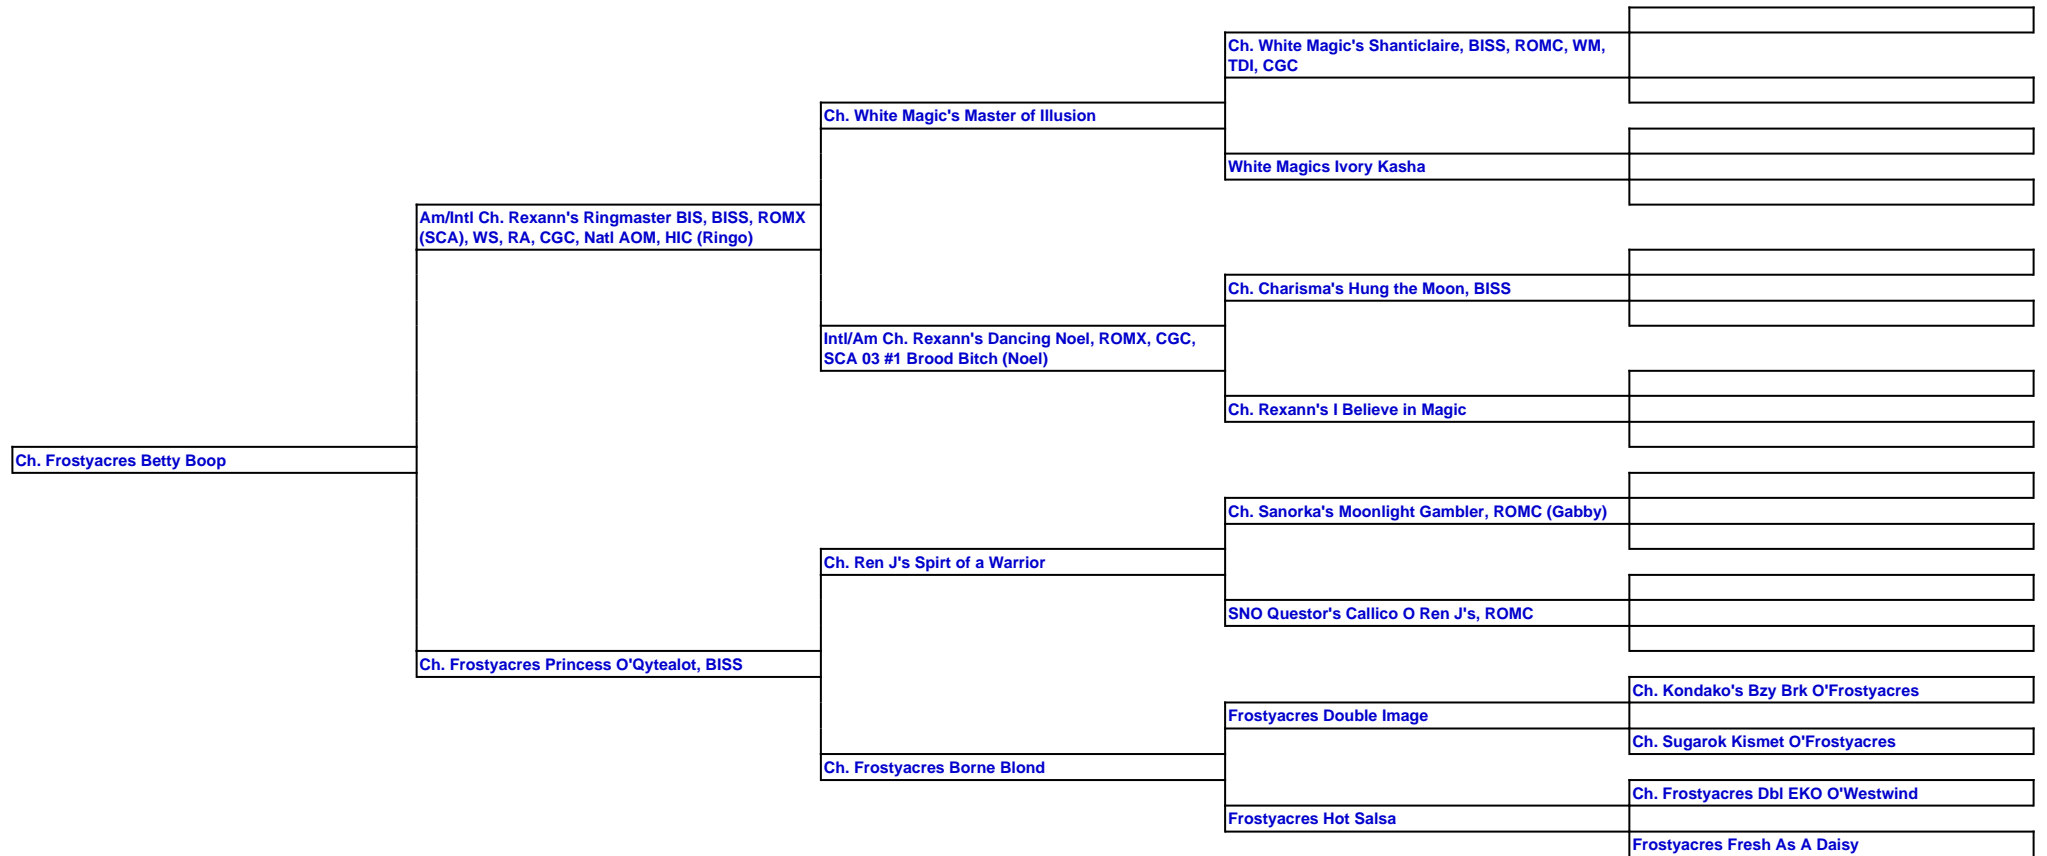 Ch. White Magic's Shanticlaire, BISS, ROMC, WM,
TDI, CGC
Ch. White Magic's Master of Illusion
White Magics Ivory Kasha
Am/Intl Ch. Rexann's Ringmaster BIS, BISS, ROMX
(SCA), WS, RA, CGC, Natl AOM, HIC (Ringo)
Ch. Charisma's Hung the Moon, BISS
Intl/Am Ch. Rexann's Dancing Noel, ROMX, CGC,
SCA 03 #1 Brood Bitch (Noel)
Ch. Rexann's I Believe in Magic
Ch. Frostyacres Betty Boop
Ch. Sanorka's Moonlight Gambler, ROMC (Gabby)
Ch. Ren J's Spirt of a Warrior
SNO Questor's Callico O Ren J's, ROMC
Ch. Frostyacres Princess O'Qytealot, BISS
Ch. Kondako's Bzy Brk O'Frostyacres
Frostyacres Double Image
Ch. Sugarok Kismet O'Frostyacres
Ch. Frostyacres Borne Blond
Ch. Frostyacres Dbl EKO O'Westwind
Frostyacres Hot Salsa
Frostyacres Fresh As A Daisy